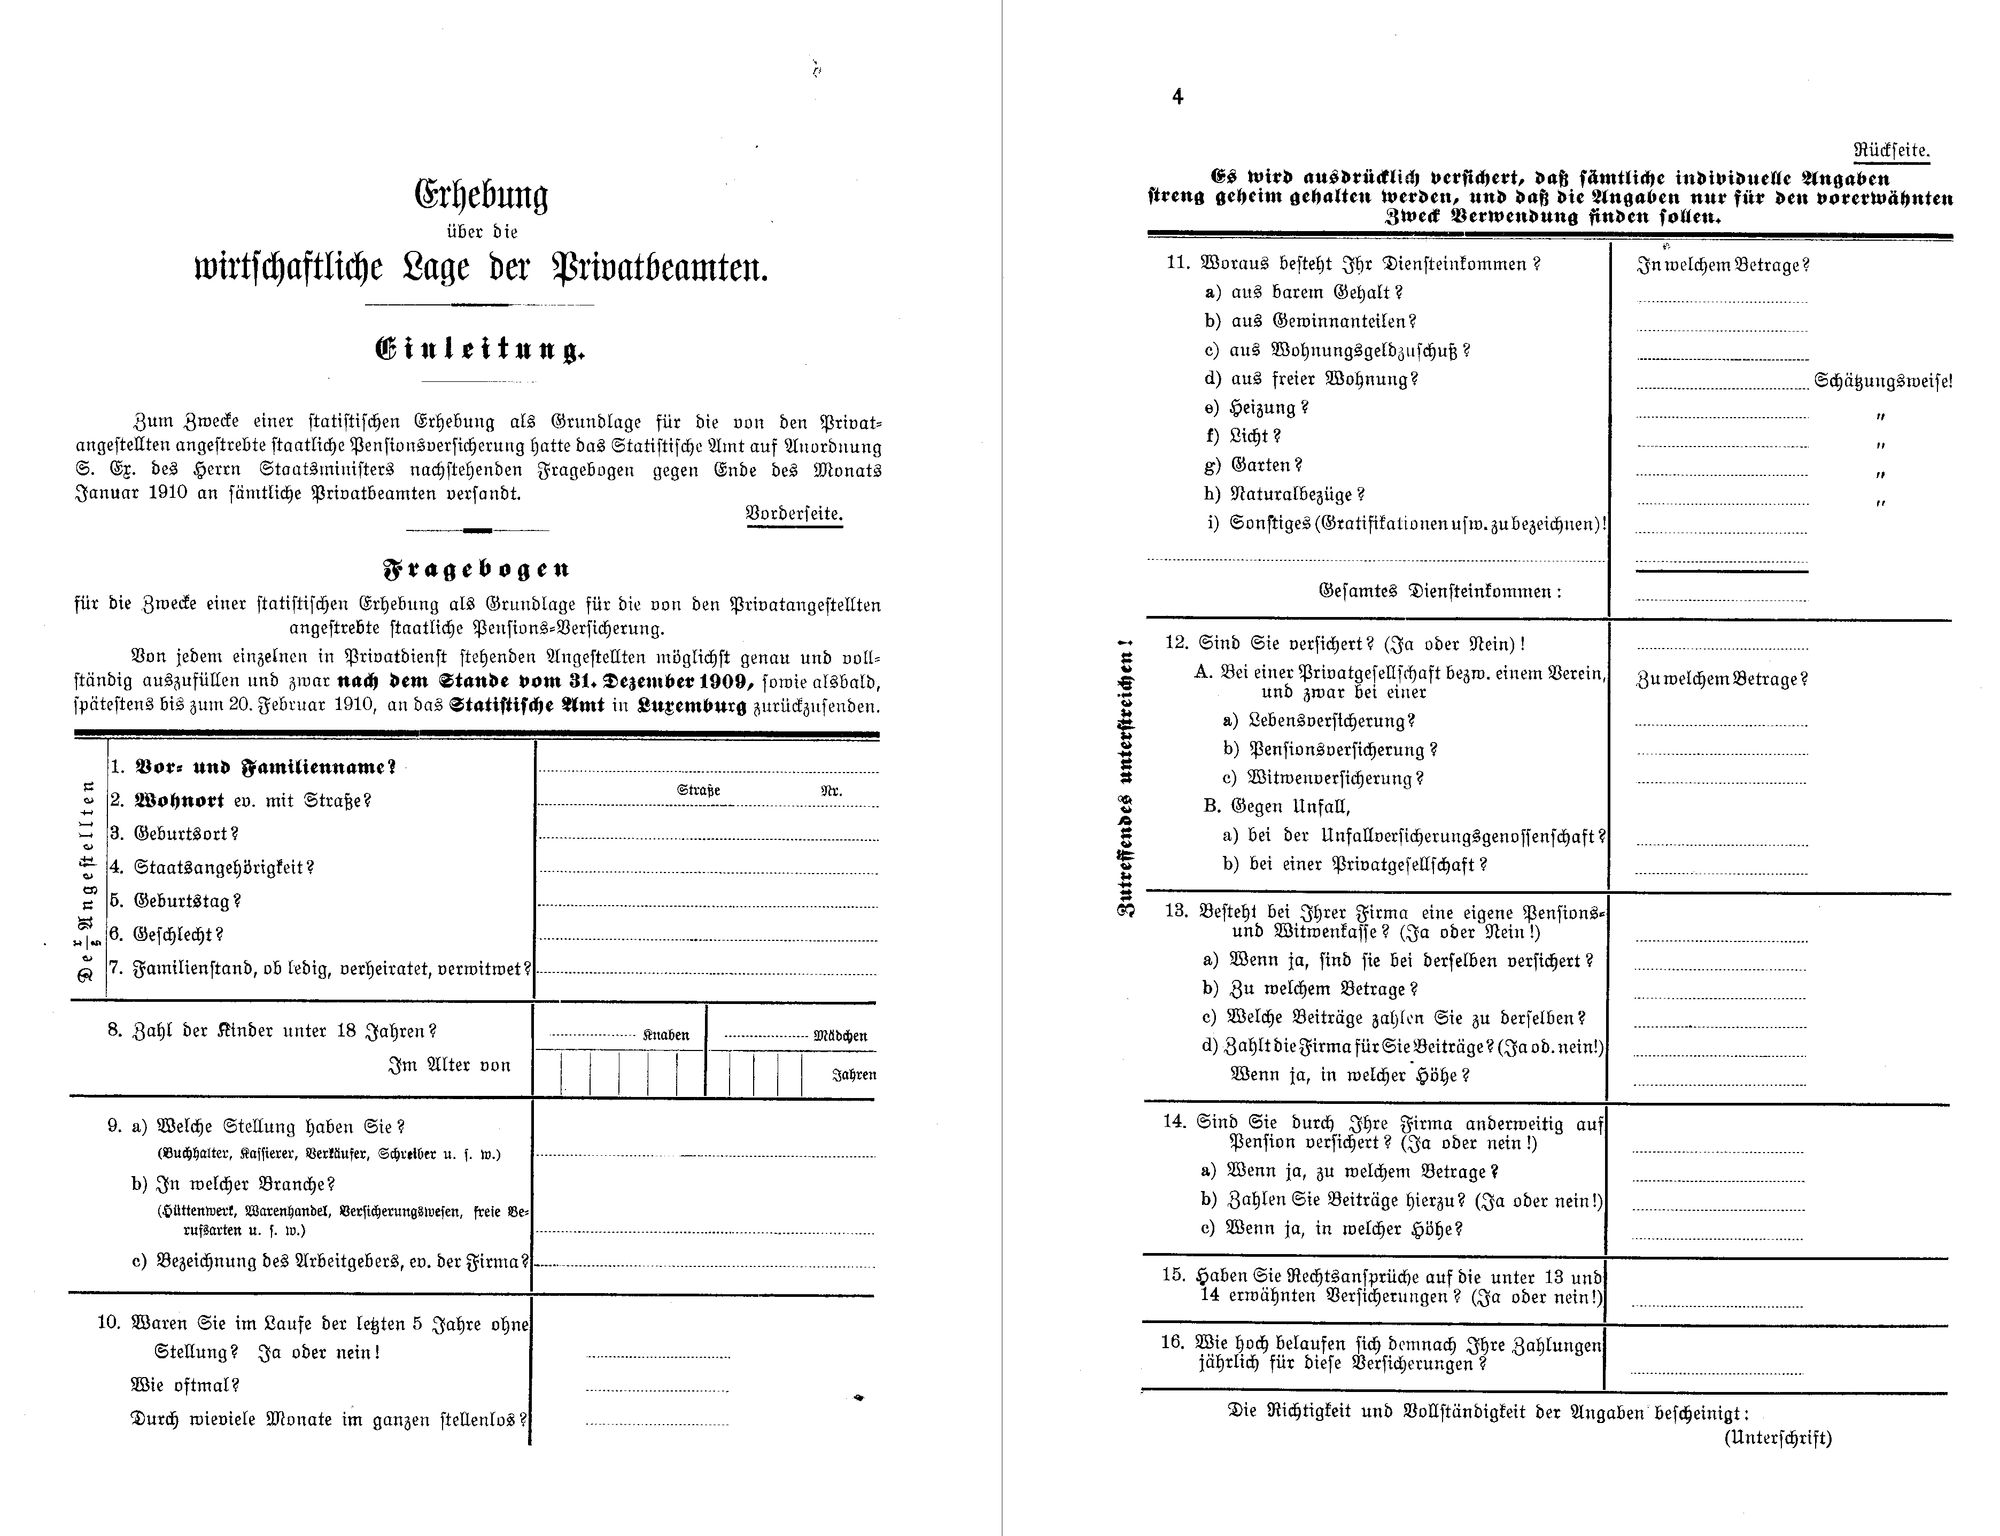 Erhebung
über die
wirtschaftliche Lage der Privatbeamten.
Einleitung.
Zum Zwecke einer statistischen Erhebung als Grundlage für die von den Privat-
angestellten angestrebte staatliche Pensionsversicherung hatte das Statistische Amt auf Anordnung
S. Ex. des Herrn Staatsministers nachstehenden Fragebogen gegen Ende des Monats
Januar 1910 an sämtliche Privatbeamten versandt.
Vorderseite.
Fragebogen
für die Zwecke einer statistischen Erhebung als Grundlage für die von den Privatangestellten
angestrebte staatliche Pensions-Versicherung.
Von jedem einzelnen in Privatdienst stehenden Angestellten möglichst genau und voll-
ständig auszufüllen und zwar nach dem Stande vom 31. Dezember 1909, sowie alsbald,
spätestens bis zum 20. Februar 1910, an das Statistische Amt in Luxemburg zurückzusenden.
De r/s Angestellten
1. Vor- und Familienname?
2. Wohnort ev. mit Straße? Straße Nr.
3. Geburtsort?
4. Staatsangehörigkeit?
5. Geburtstag?
6. Geschlecht?
7. Familienstand, ob ledig, verheiratet, verwitwet?
8. Zahl der Kinder unter 18 Jahren? Knaben Mädchen
Im Alter von Jahren
9. a) Welche Stellung haben Sie?
(Buchhalter, Kassierer, Verkäufer, Schreiber u. s. w.)
b) In welcher Branche?
(Hüttenwerk, Warenhandel, Versicherungswesen, freie Be-
rufsarten u. s. w.)
c) Bezeichnung des Arbeitgebers, ev. der Firma?
10. Waren Sie im Laufe der letzten 5 Jahre ohne
Stellung? Ja oder nein!
Wie oftmal?
Durch wieviele Monate im ganzen stellenlos?
4
Rückseite.
Es wird ausdrücklich versichert, daß sämtliche individuelle Angaben
streng geheim gehalten werden, und daß die Angaben nur für den vorerwähnten
Zweck Verwendung finden sollen.
Zutreffendes unterstreichen!
11. Woraus besteht Ihr Diensteinkommen? In welchem Betrage?
a) aus barem Gehalt?
b) aus Gewinnanteilen?
c) aus Wohnungsgeldzuschuß?
d) aus freier Wohnung? Schätzungsweise!
e) Heizung? "
f) Licht? "
g) Garten? "
h) Naturalbezüge? "
i) Sonstiges (Gratifikationen usw. zu bezeichnen)!
Gesamtes Diensteinkommen:
12. Sind Sie versichert? (Ja oder Nein)!
A. Bei einer Privatgesellschaft bezw. einem Verein, Zu welchem Betrage?
und zwar bei einer
a) Lebensversicherung?
b) Pensionsversicherung?
c) Witwenversicherung?
B. Gegen Unfall,
a) bei der Unfallversicherungsgenossenschaft?
b) bei einer Privatgesellschaft?
13. Besteht bei Ihrer Firma eine eigene Pensions-
und Witwenkasse? (Ja oder Nein!)
a) Wenn ja, sind sie bei derselben versichert?
b) Zu welchem Betrage?
c) Welche Beiträge zahlen Sie zu derselben?
d) Zahlt die Firma für Sie Beiträge? (Ja od. nein!)
Wenn ja, in welcher Höhe?
14. Sind Sie durch Ihre Firma anderweitig auf
Pension versichert? (Ja oder nein!)
a) Wenn ja, zu welchem Betrage?
b) Zahlen Sie Beiträge hierzu? (Ja oder nein!)
c) Wenn ja, in welcher Höhe?
15. Haben Sie Rechtsansprüche auf die unter 13 und
14 erwähnten Versicherungen? (Ja oder nein!)
16. Wie hoch belaufen sich demnach Ihre Zahlungen
jährlich für diese Versicherungen?
Die Richtigkeit und Vollständigkeit der Angaben bescheinigt:
(Unterschrift)